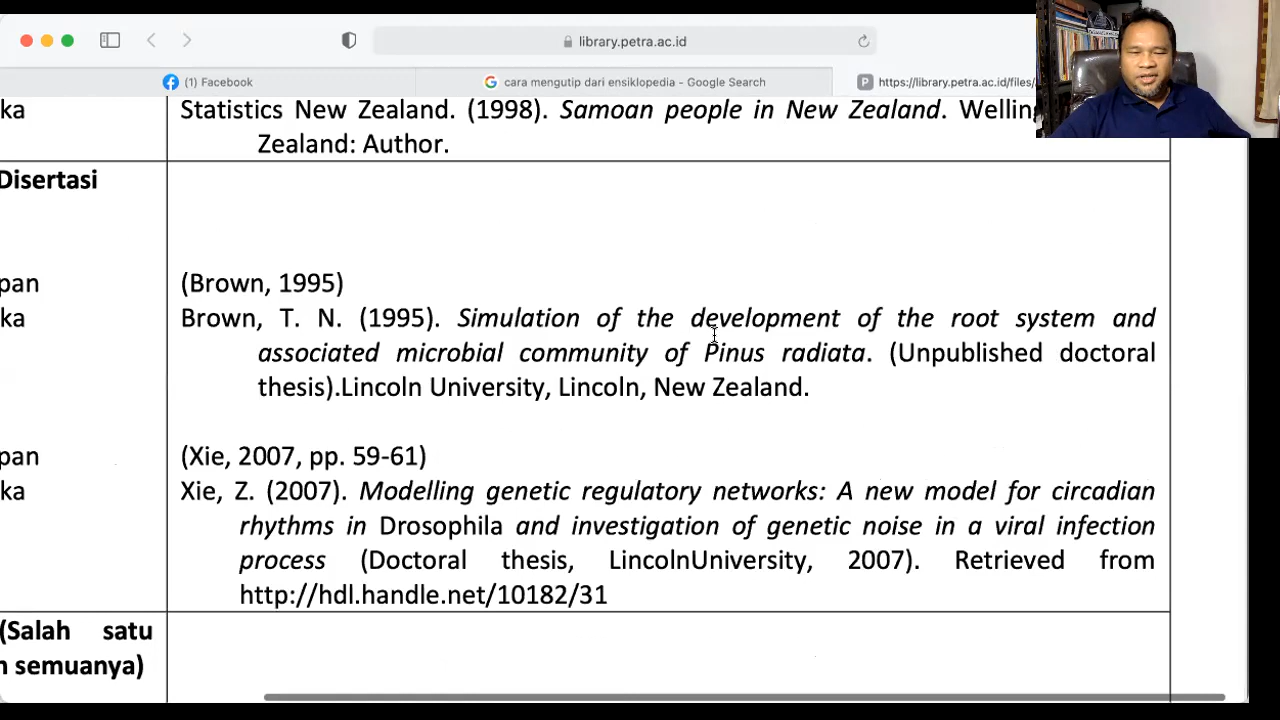 library.petra.ac.id
(1) Facebook
cara mengutip dari ensiklopedia - Google Search
https://library.petra.ac.id/files/
ka
Statistics New Zealand. (1998). Samoan people in New Zealand. Welling
Zealand: Author.
Disertasi
pan
(Brown, 1995)
ka
Brown, T. N. (1995). Simulation of the development of the root system and
associated microbial community of Pinus radiata. (Unpublished doctoral
thesis).Lincoln University, Lincoln, New Zealand.
pan
(Xie, 2007, pp. 59-61)
ka
Xie, Z. (2007). Modelling genetic regulatory networks: A new model for circadian
rhythms in Drosophila and investigation of genetic noise in a viral infection
process (Doctoral thesis, LincolnUniversity, 2007). Retrieved from
http://hdl.handle.net/10182/31
(Salah satu
n semuanya)